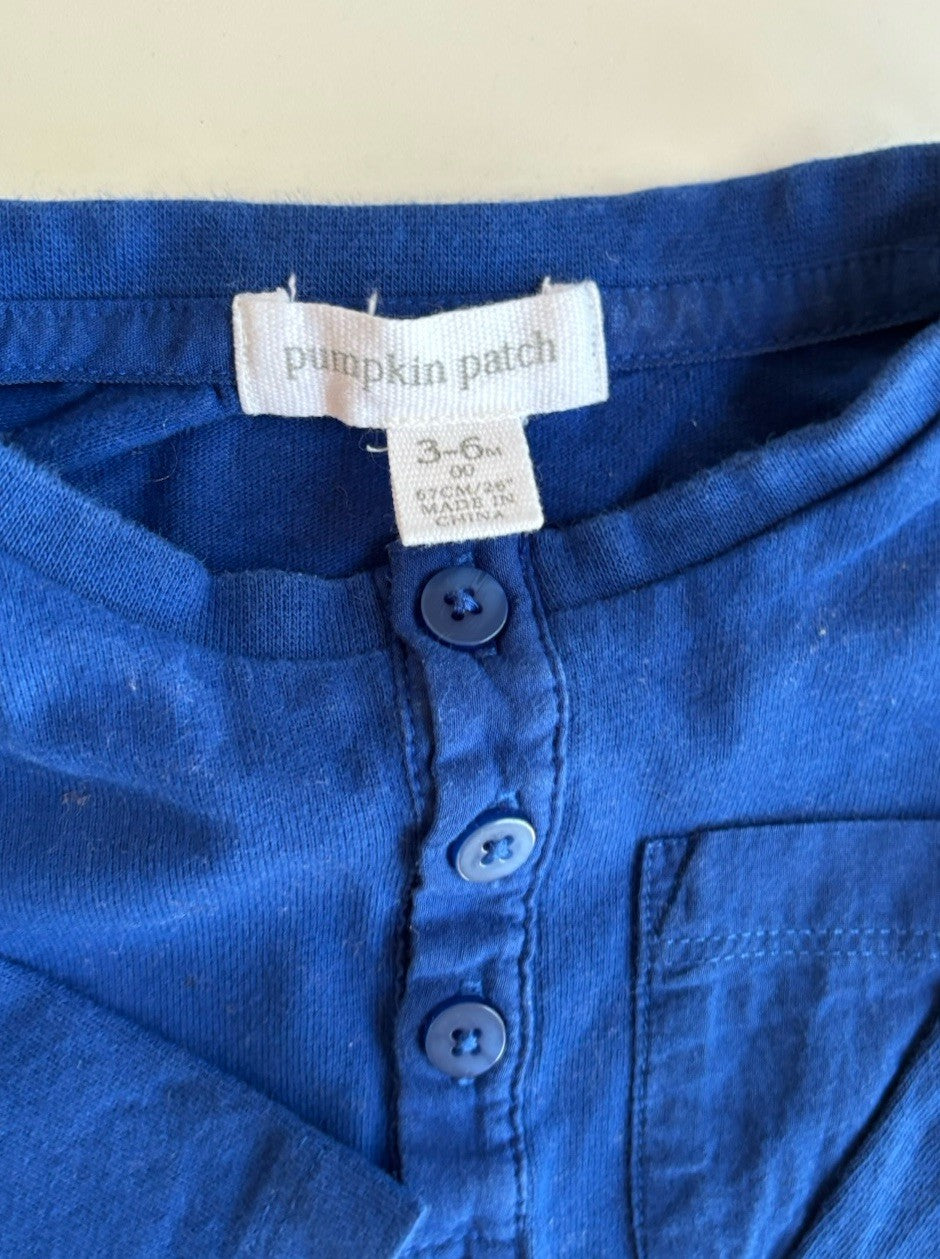 pumpkin patch
3-6M
00
67CM/26"
MADE IN
CHINA